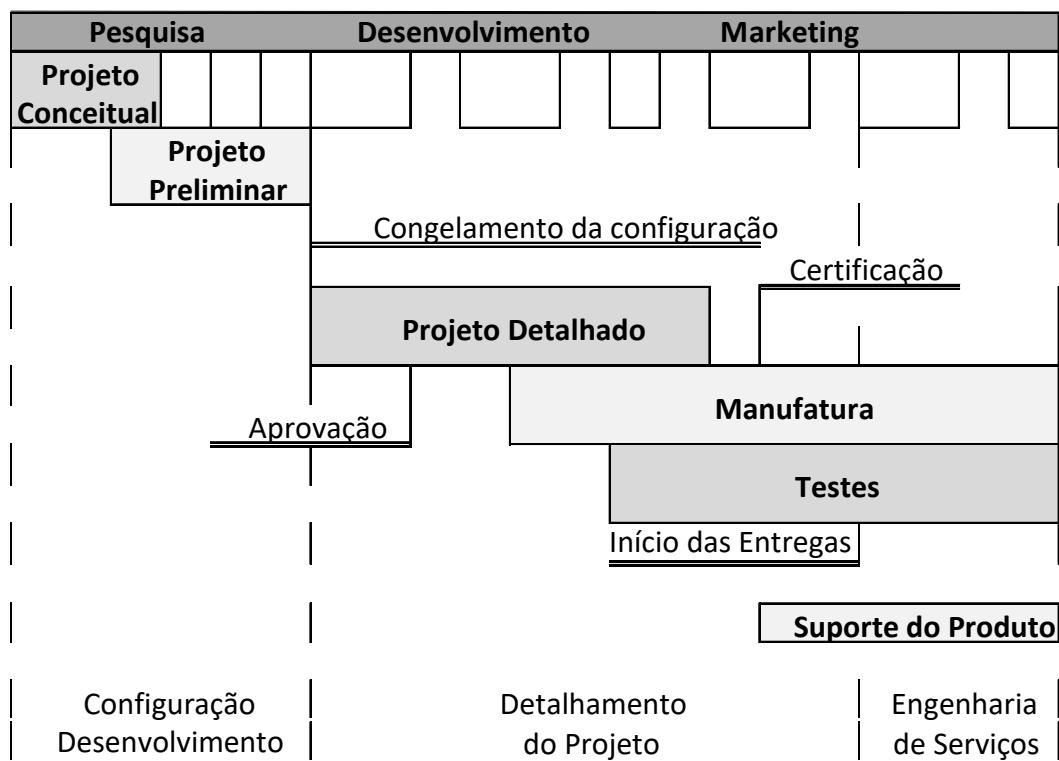 Pesquisa Desenvolvimento Marketing
Projeto
Conceitual
Projeto
Preliminar
Congelamento da configuração
Certificação
Projeto Detalhado
Manufatura
Aprovação
Testes
Início das Entregas
Suporte do Produto
Configuração
Desenvolvimento
Detalhamento
do Projeto
Engenharia
de Serviços